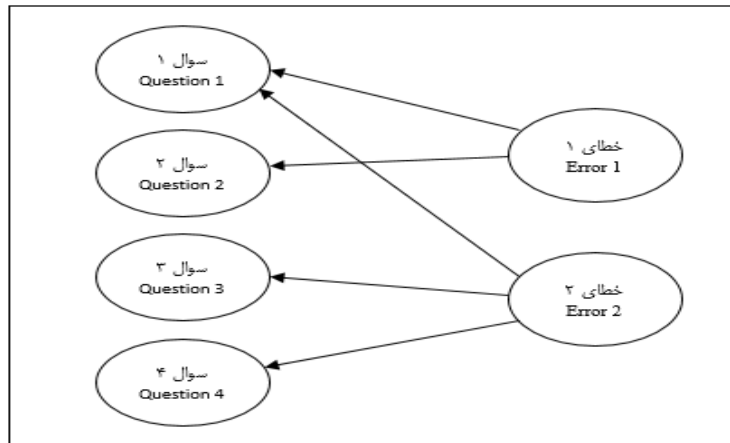 سوال ۱
Question 1
سوال ۲
Question 2
سوال ۳
Question 3
سوال ۴
Question 4
خطای ۱
Error 1
خطای ۲
Error 2